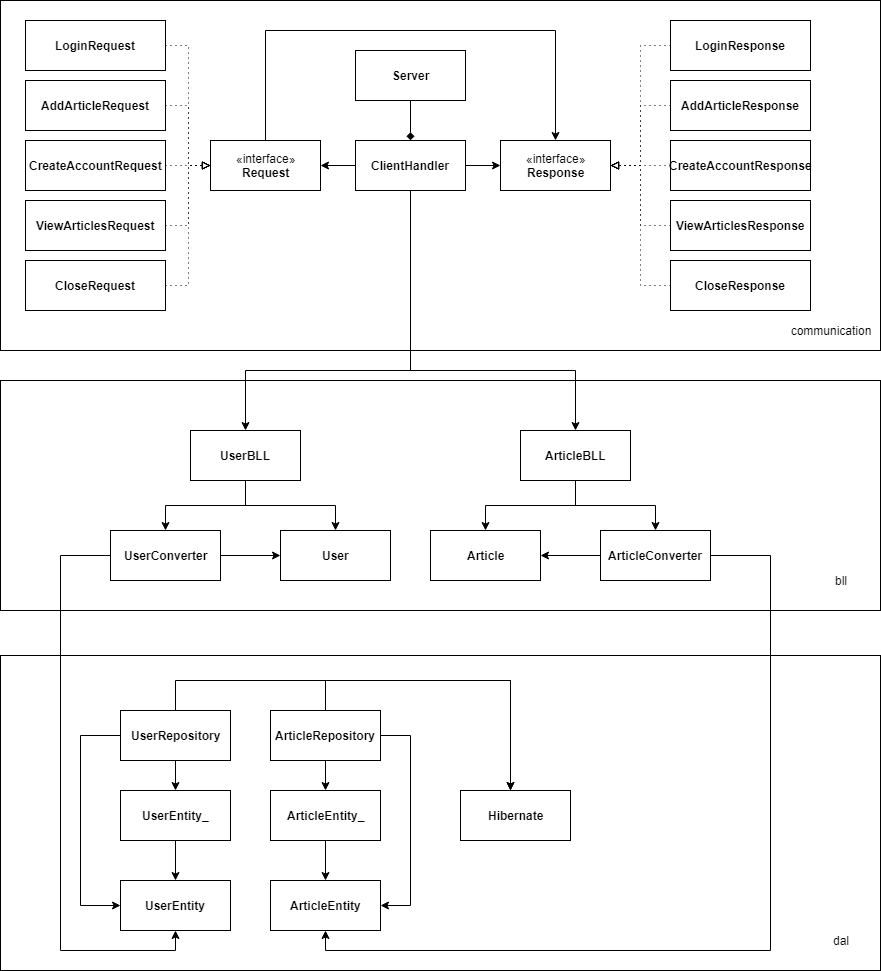 LoginRequest
AddArticleRequest
CreateAccountRequest
ViewArticlesRequest
CloseRequest
«interface»
Request
Server
ClientHandler
«interface»
Response
LoginResponse
AddArticleResponse
CreateAccountResponse
ViewArticlesResponse
CloseResponse
communication
UserBLL
ArticleBLL
UserConverter
User
Article
ArticleConverter
bll
UserRepository
ArticleRepository
UserEntity_
ArticleEntity_
Hibernate
UserEntity
ArticleEntity
dal